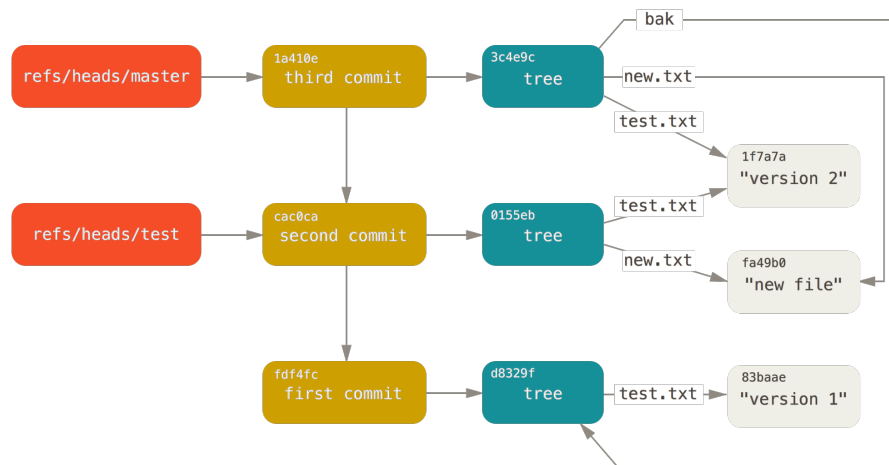 bak
1a410e
3c4e9c
refs/heads/master
third commit
tree
new.txt
test.txt
1f7a7a
"version 2"
cac0ca
0155eb
test.txt
refs/heads/test
second commit
tree
new.txt
fa49b0
"new file"
fdf4fc
d8329f
83baae
first commit
tree
test.txt
"version 1"